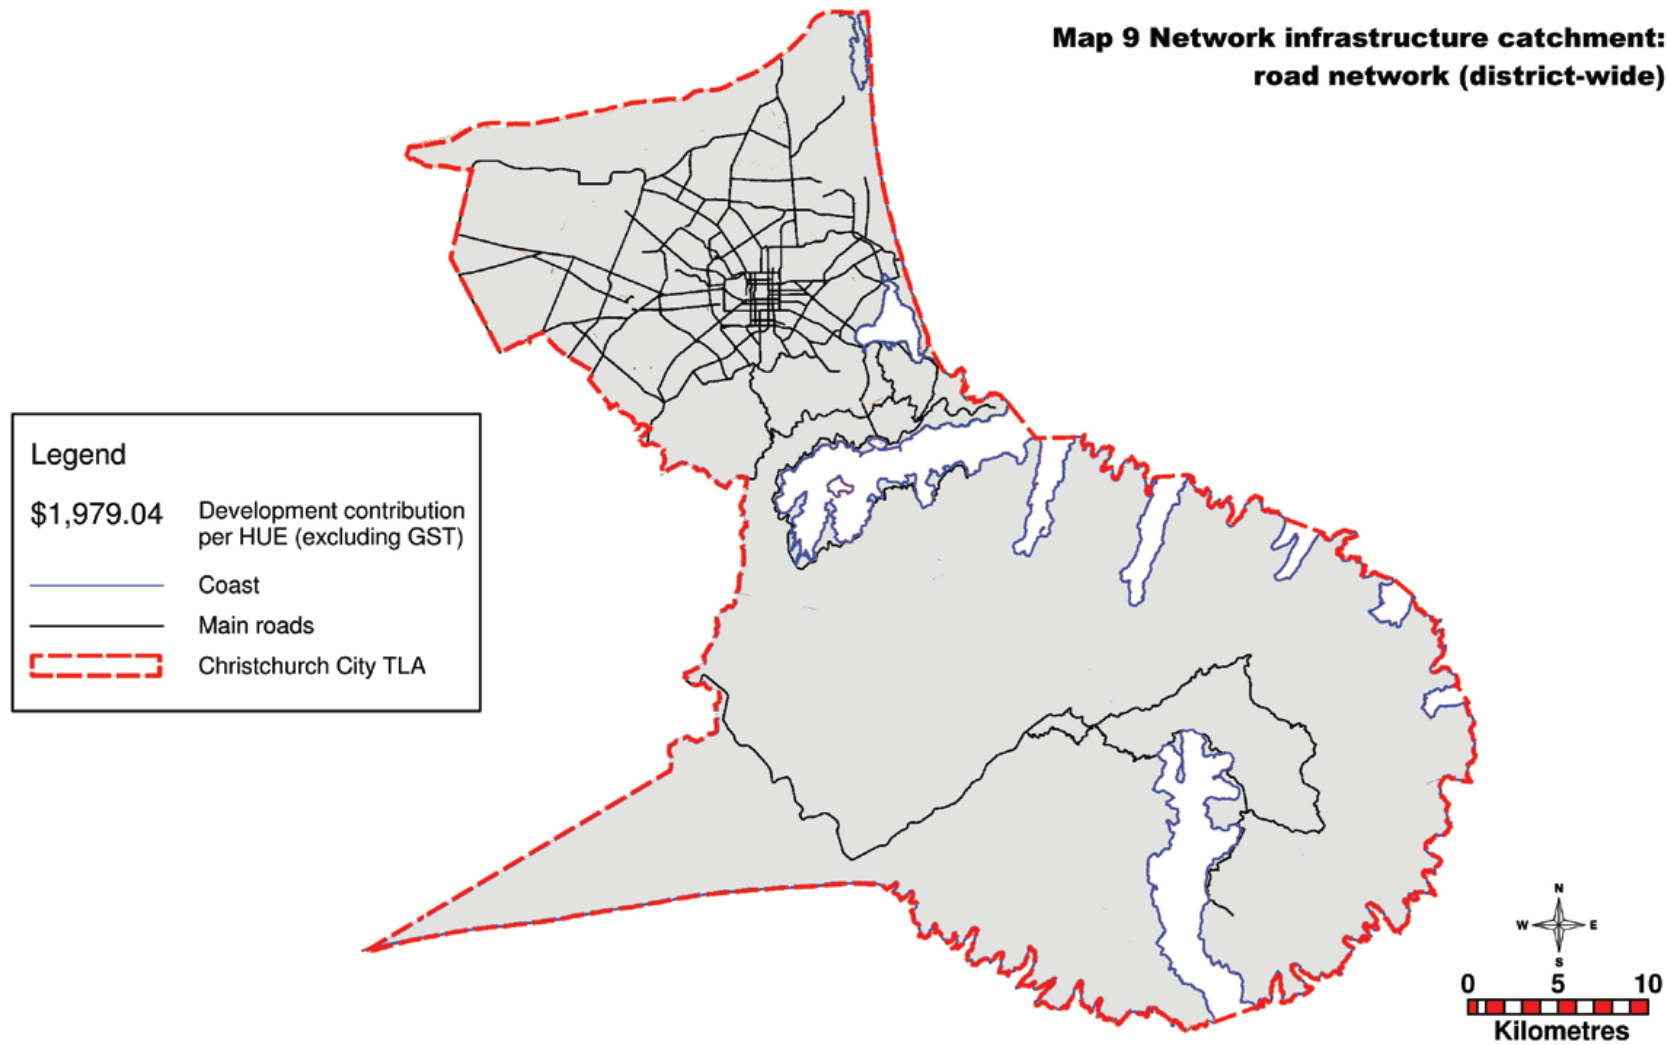 Map 9 Network infrastructure catchment:
road network (district-wide)
Legend
$1,979.04 Development contribution
per HUE (excluding GST)
Coast
Main roads
Christchurch City TLA
N
W E
S
0 5 10
Kilometres